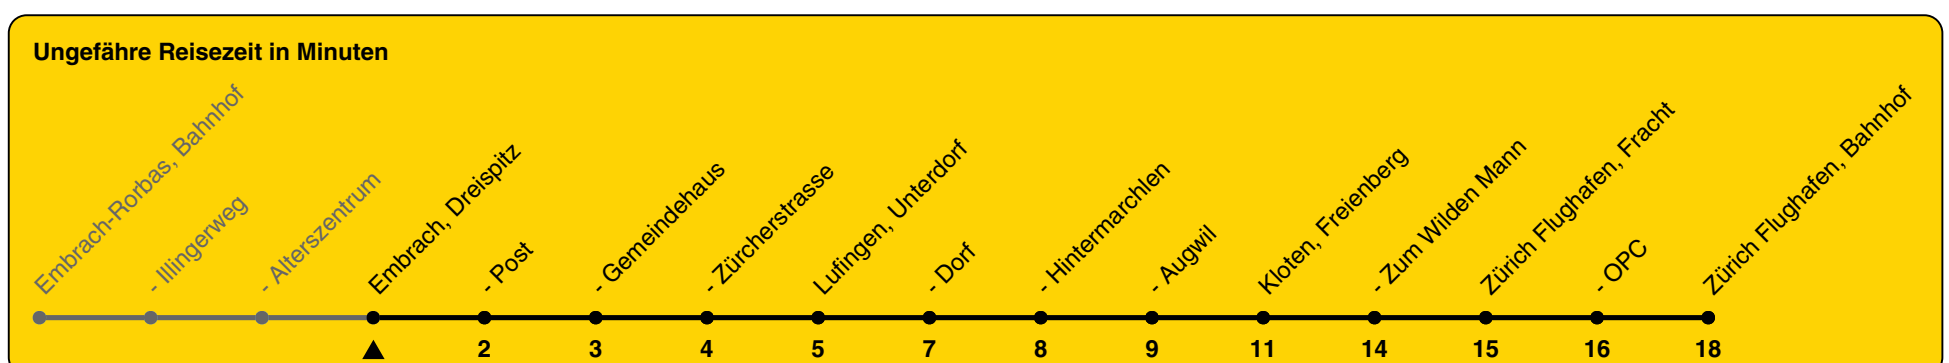 Ungefähre Reisezeit in Minuten
Embrach-Rorbas, Bahnhof
- Illingerweg
- Alterszentrum
Embrach, Dreispitz
- Post
- Gemeindehaus
- Zürcherstrasse
Lufingen, Unterdorf
- Dorf
- Hintermarchlen
- Augwil
Kloten, Freienberg
- Zum Wilden Mann
Zürich Flughafen, Fracht
- OPC
Zürich Flughafen, Bahnhof
2 3 4 5 7 8 9 11 14 15 16 18